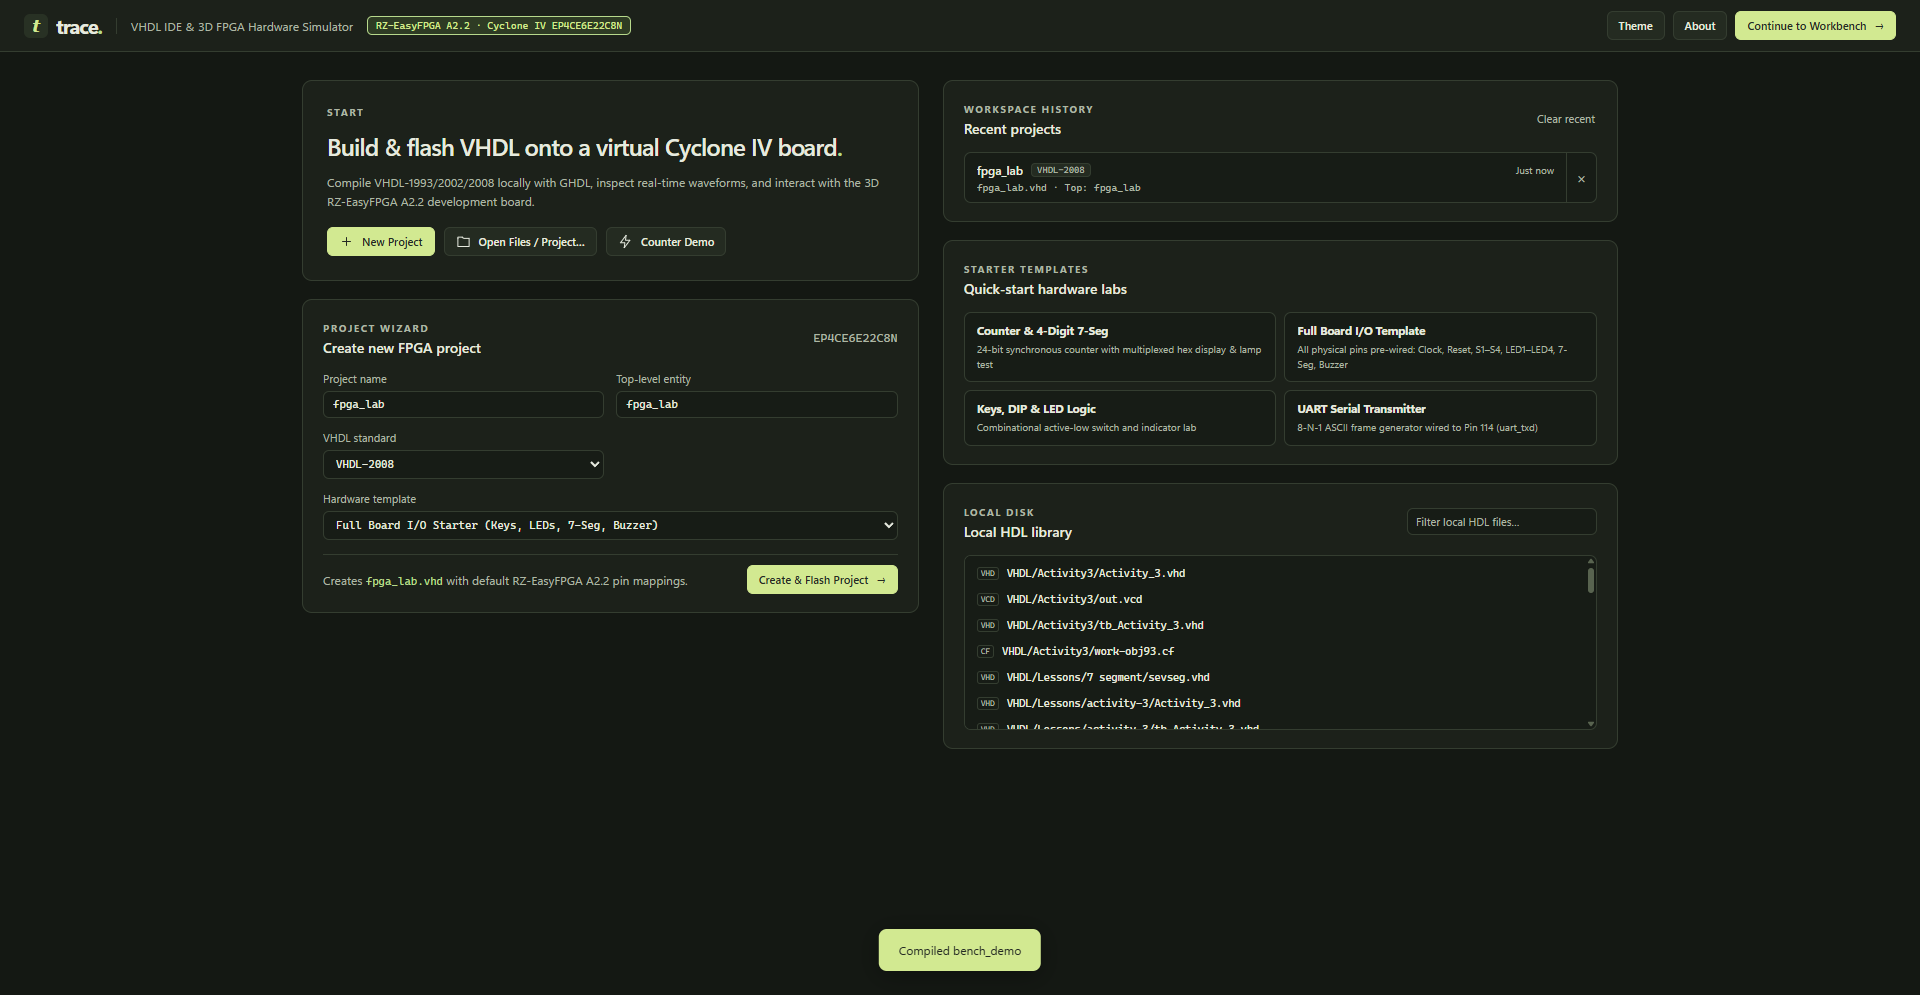 t trace.
VHDL IDE & 3D FPGA Hardware Simulator
RZ-EasyFPGA A2.2 · Cyclone IV EP4CE6E22C8N
Theme
About
Continue to Workbench →
START
Build & flash VHDL onto a virtual Cyclone IV board.
Compile VHDL-1993/2002/2008 locally with GHDL, inspect real-time waveforms, and interact with the 3D
RZ-EasyFPGA A2.2 development board.
+ New Project
Open Files / Project...
Counter Demo
PROJECT WIZARD
Create new FPGA project
EP4CE6E22C8N
Project name
Top-level entity
fpga_lab
fpga_lab
VHDL standard
VHDL-2008
Hardware template
Full Board I/O Starter (Keys, LEDs, 7-Seg, Buzzer)
Creates fpga_lab.vhd with default RZ-EasyFPGA A2.2 pin mappings.
Create & Flash Project →
WORKSPACE HISTORY
Recent projects
Clear recent
fpga_lab VHDL-2008
Just now
×
fpga_lab.vhd · Top: fpga_lab
STARTER TEMPLATES
Quick-start hardware labs
Counter & 4-Digit 7-Seg
24-bit synchronous counter with multiplexed hex display & lamp
test
Full Board I/O Template
All physical pins pre-wired: Clock, Reset, S1–S4, LED1–LED4, 7-
Seg, Buzzer
Keys, DIP & LED Logic
Combinational active-low switch and indicator lab
UART Serial Transmitter
8-N-1 ASCII frame generator wired to Pin 114 (uart_txd)
LOCAL DISK
Local HDL library
Filter local HDL files...
VHD VHDL/Activity3/Activity_3.vhd
VCD VHDL/Activity3/out.vcd
VHD VHDL/Activity3/tb_Activity_3.vhd
CF VHDL/Activity3/work-obj93.cf
VHD VHDL/Lessons/7 segment/sevseg.vhd
VHD VHDL/Lessons/activity-3/Activity_3.vhd
VHD VHDL/Lessons/activity-3/tb_Activity_3.vhd
Compiled bench_demo